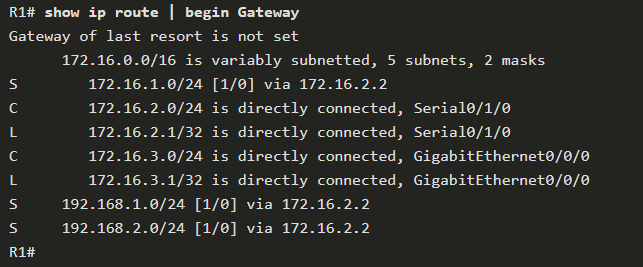 R1# show ip route | begin Gateway
Gateway of last resort is not set
      172.16.0.0/16 is variably subnetted, 5 subnets, 2 masks
S        172.16.1.0/24 [1/0] via 172.16.2.2
C        172.16.2.0/24 is directly connected, Serial0/1/0
L        172.16.2.1/32 is directly connected, Serial0/1/0
C        172.16.3.0/24 is directly connected, GigabitEthernet0/0/0
L        172.16.3.1/32 is directly connected, GigabitEthernet0/0/0
S     192.168.1.0/24 [1/0] via 172.16.2.2
S     192.168.2.0/24 [1/0] via 172.16.2.2
R1#